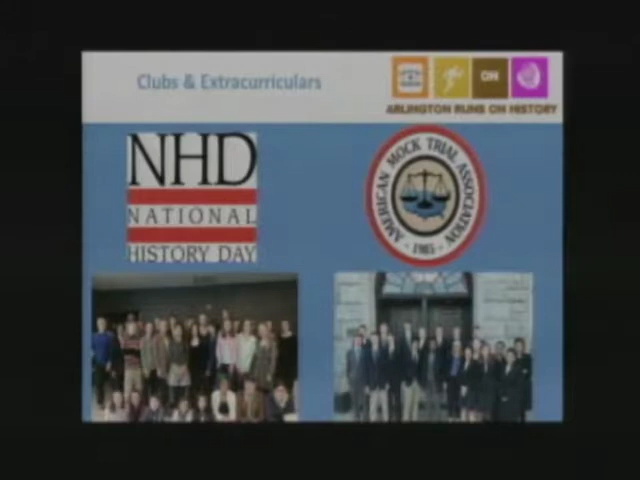 Clubs & Extracurriculars
ON
ARLINGTON RUNS ON HISTORY
NHD
NATIONAL
HISTORY DAY
AMERICAN MOCK TRIAL ASSOCIATION
· 1985 ·